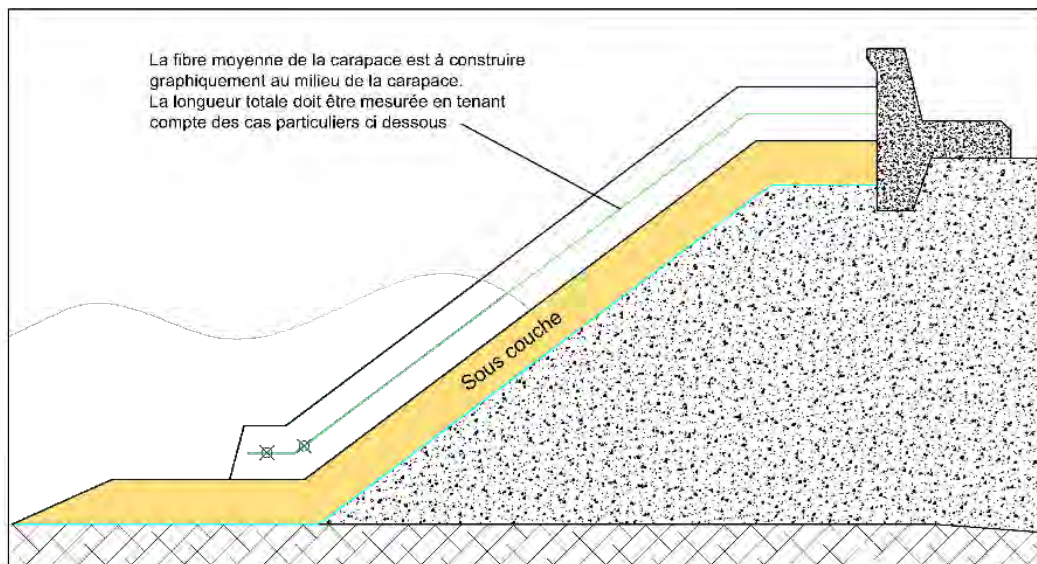 La fibre moyenne de la carapace est à construire
graphiquement au milieu de la carapace.
La longueur totale doit être mesurée en tenant
compte des cas particuliers ci dessous
Sous couche